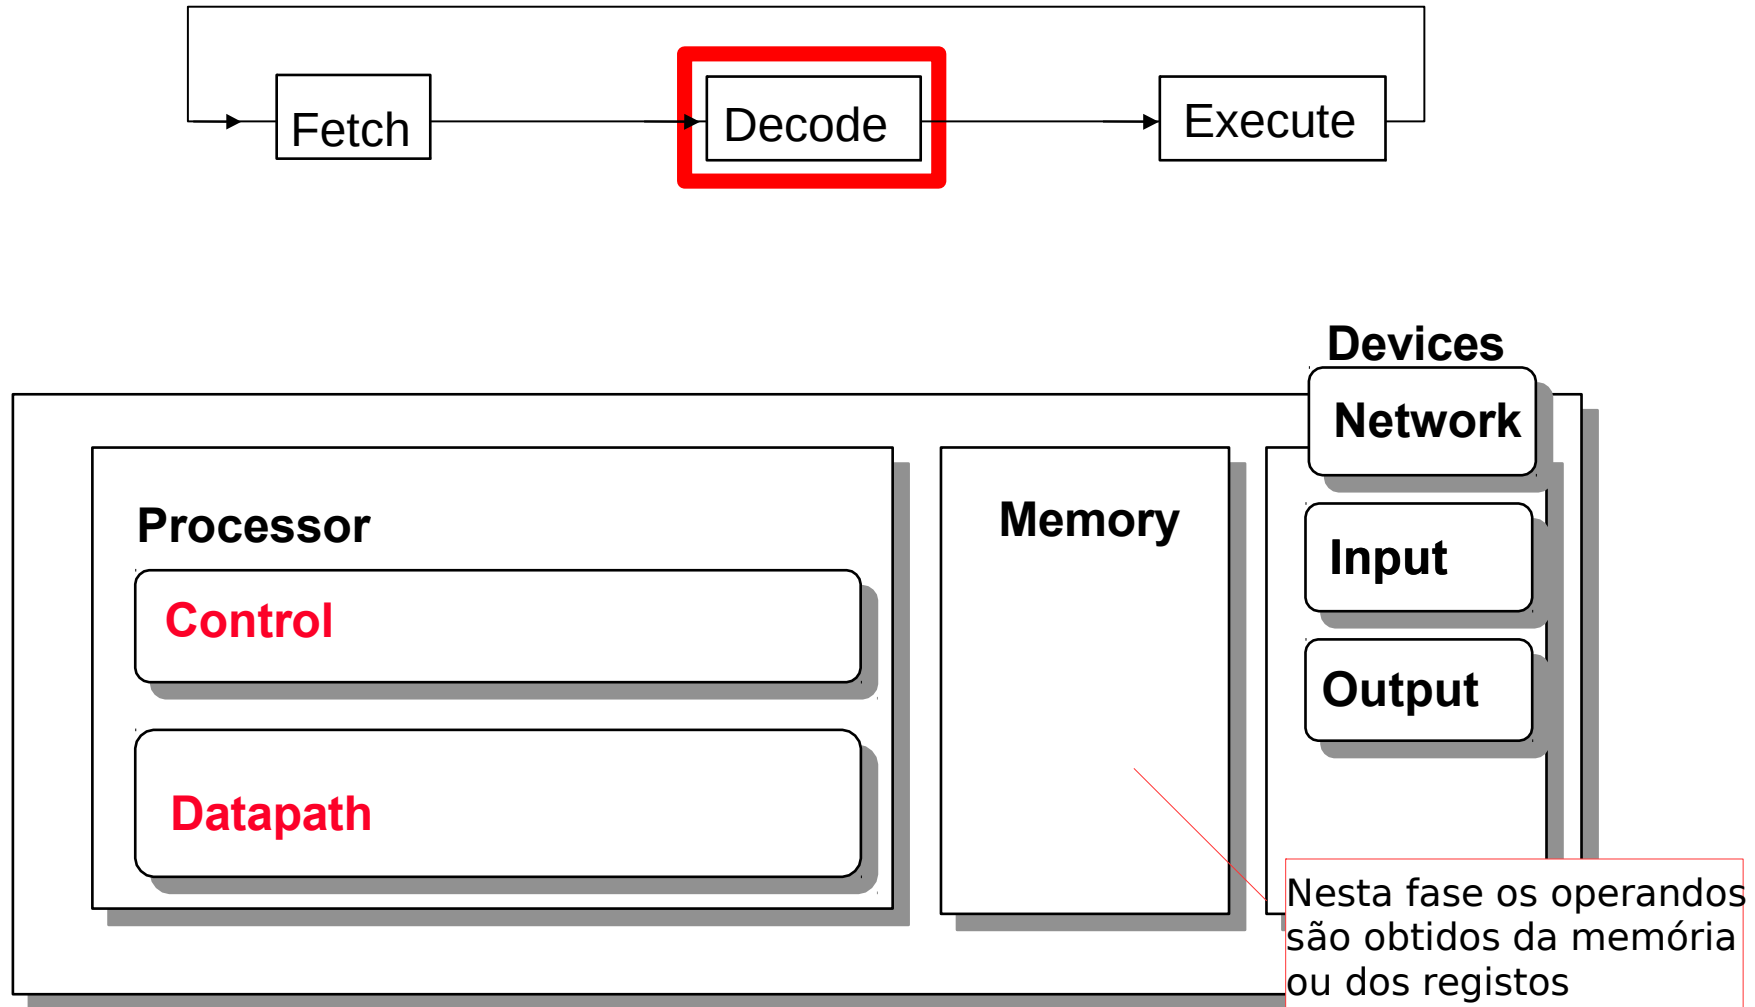 Fetch
Decode
Execute
Devices
Network
Processor
Memory
Input
Control
Output
Datapath
Nesta fase os operandos
são obtidos da memória
ou dos registos